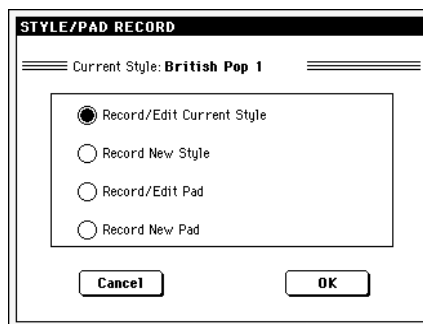 STYLE/PAD RECORD
Current Style: British Pop 1
Record/Edit Current Style
Record New Style
Record/Edit Pad
Record New Pad
Cancel OK